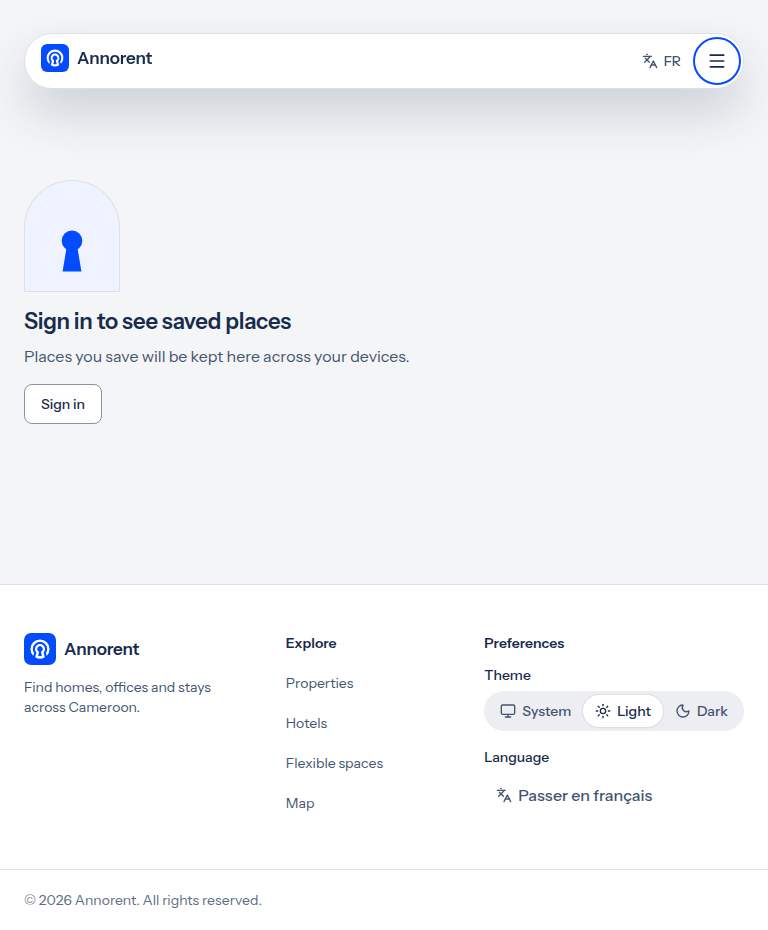 Annorent
FR
Sign in to see saved places
Places you save will be kept here across your devices.
Sign in
Annorent
Find homes, offices and stays
across Cameroon.
Explore
Properties
Hotels
Flexible spaces
Map
Preferences
Theme
System
Light
Dark
Language
Passer en français
© 2026 Annorent. All rights reserved.